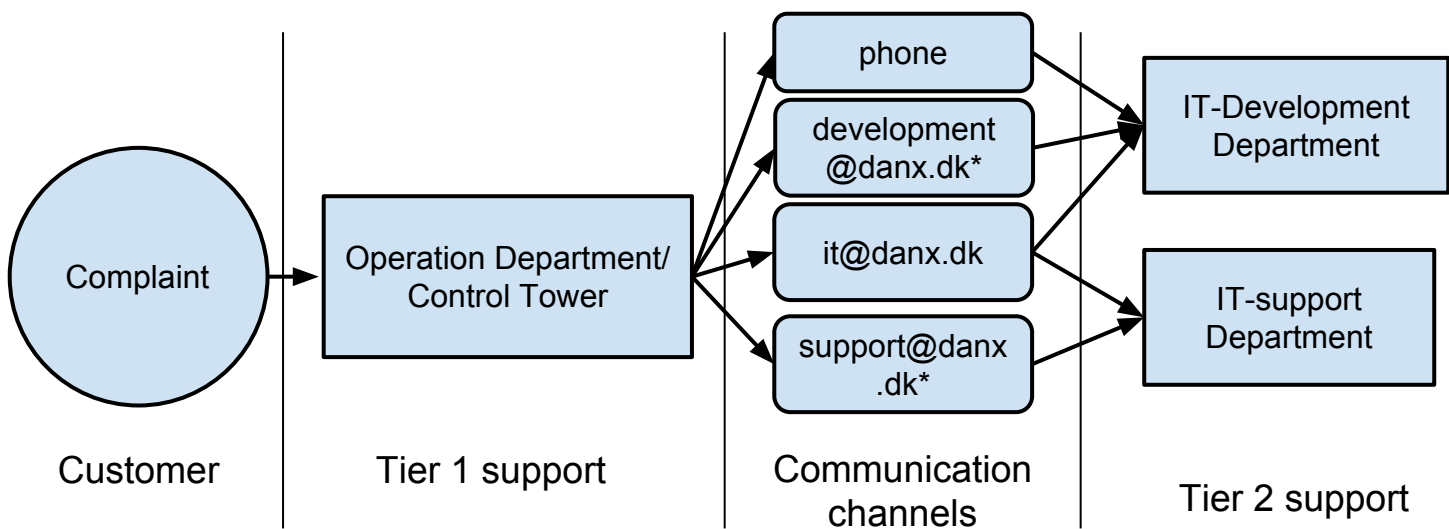 Complaint
Operation Department/
Control Tower
phone
development
@danx.dk*
it@danx.dk
support@danx
.dk*
IT-Development
Department
IT-support
Department
Customer
Tier 1 support
Communication
channels
Tier 2 support